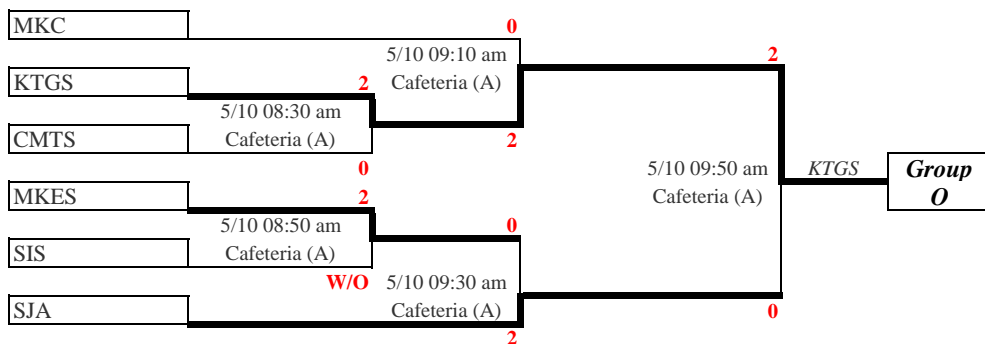 MKC
0
5/10 09:10 am
Cafeteria (A)
2
KTGS
2
5/10 08:30 am
Cafeteria (A)
CMTS
2
0
5/10 09:50 am
Cafeteria (A)
KTGS
Group
O
MKES
2
5/10 08:50 am
Cafeteria (A)
0
SIS
W/O
5/10 09:30 am
Cafeteria (A)
SJA
0
2